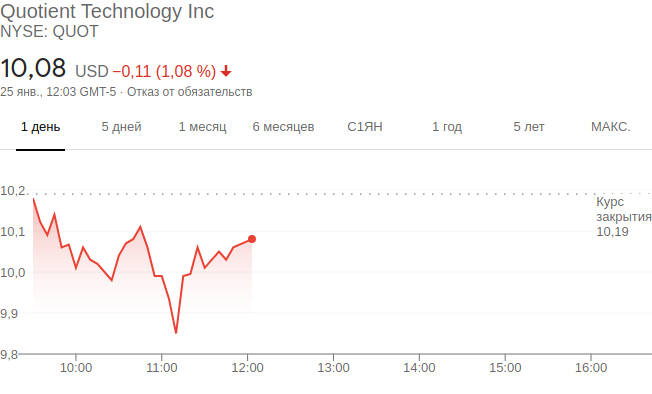 Quotient Technology Inc
NYSE: QUOT
10,08 USD −0,11 (1,08 %)
25 янв., 12:03 GMT-5 · Отказ от обязательств
1 день 5 дней 1 месяц 6 месяцев С1ЯН 1 год 5 лет МАКС.
10,2
Курс
закрытия
10,19
10,1
10,0
9,9
9,8
10:00 11:00 12:00 13:00 14:00 15:00 16:00